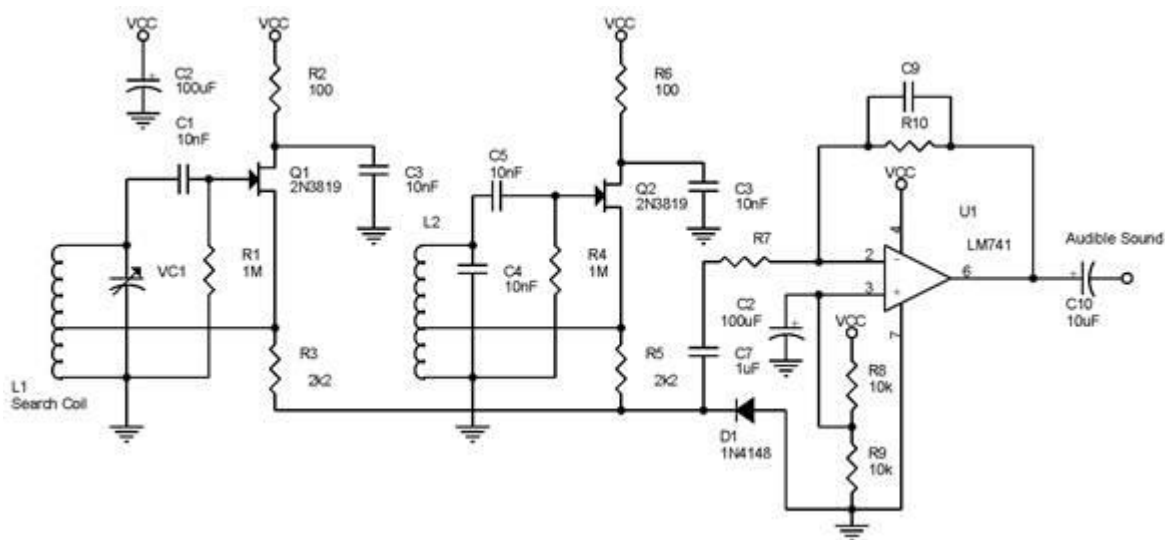 VCC
VCC
VCC
C2
100uF
R2
100
R6
100
C9
C1
10nF
R10
Q1
2N3819
C3
10nF
C5
10nF
Q2
2N3819
C3
10nF
VCC
U1
LM741
4
L2
R7
Audible Sound
VC1
R1
1M
C4
10nF
R4
1M
2
-
6
3
+
C2
100uF
VCC
7
C10
10uF
R3
2k2
R5
2k2
C7
1uF
R8
10k
L1
Search Coil
D1
1N4148
R9
10k